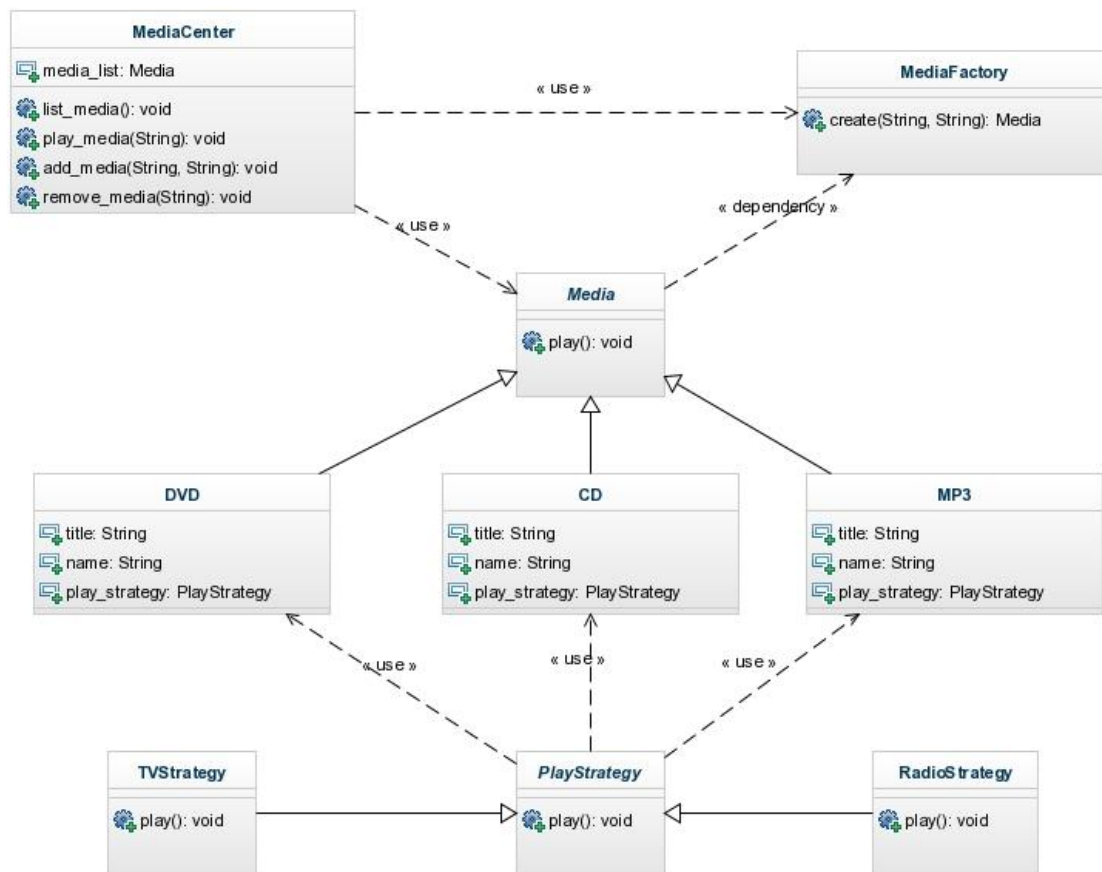 MediaCenter
media_list: Media
list_media(): void
play_media(String): void
add_media(String, String): void
remove_media(String): void
« use »
MediaFactory
create(String, String): Media
« use »
« dependency »
Media
play(): void
DVD
title: String
name: String
play_strategy: PlayStrategy
CD
title: String
name: String
play_strategy: PlayStrategy
MP3
title: String
name: String
play_strategy: PlayStrategy
« use »
« use »
« use »
TVStrategy
play(): void
PlayStrategy
play(): void
RadioStrategy
play(): void